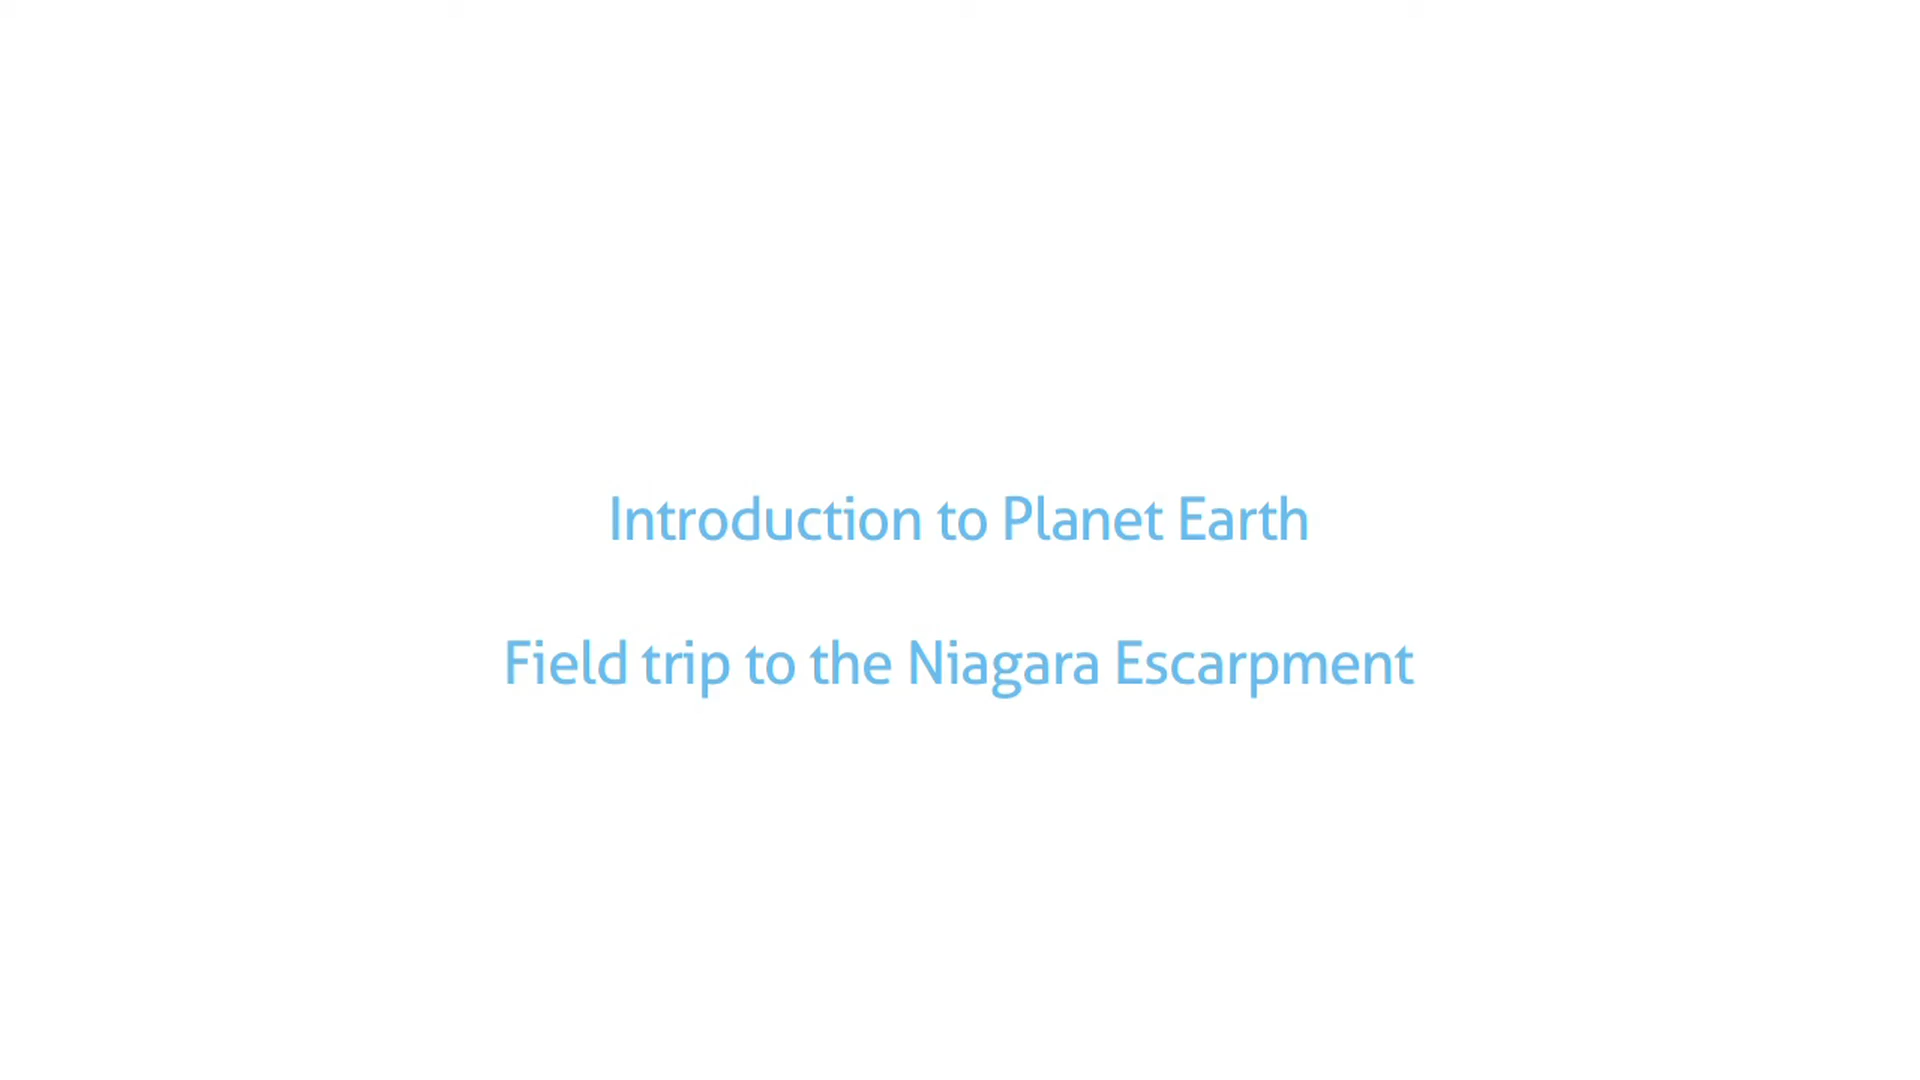 Introduction to Planet Earth
Field trip to the Niagara Escarpment